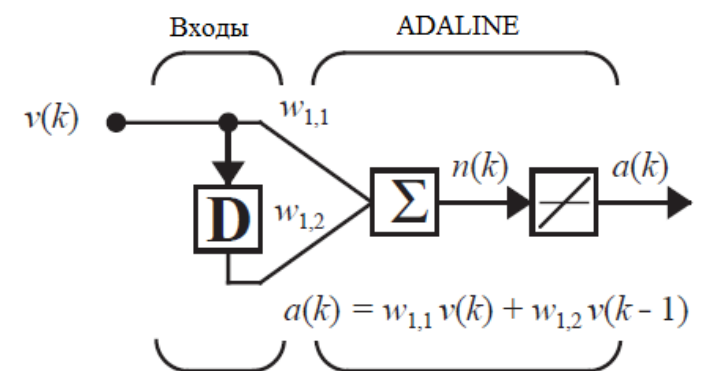 Входы ADALINE
v(k) w1,1
n(k) a(k)
D w1,2 Σ
a(k) = w1,1 v(k) + w1,2 v(k - 1)